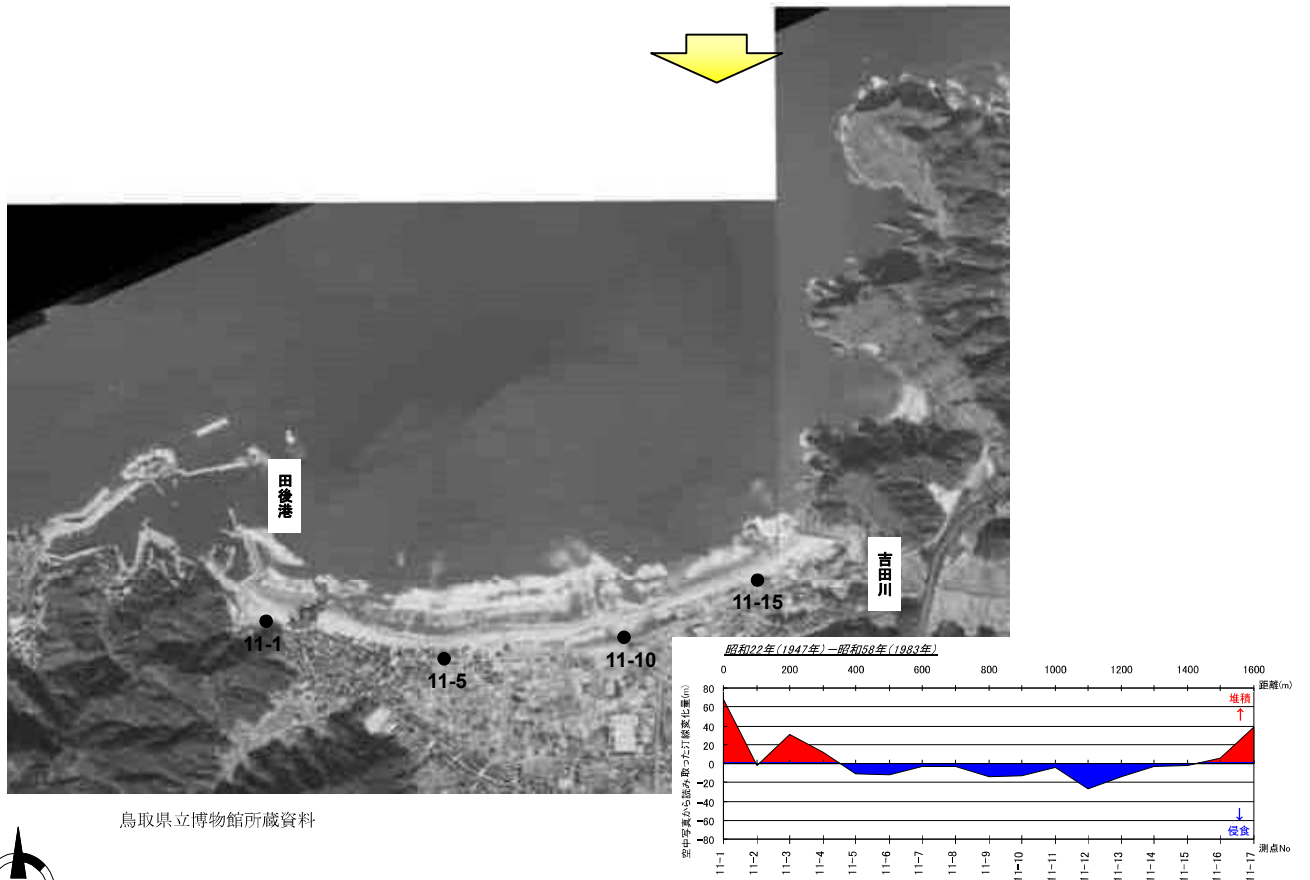 田後港
吉田川
11-1
11-5
11-10
11-15
鳥取県立博物館所蔵資料
昭和22年(1947年)－昭和58年(1983年)
0 200 400 600 800 1000 1200 1400 1600
距離(m)
空中写真から読み取った汀線変化量(m)
80
60
40
20
0
-20
-40
-60
-80
堆積
↑
↓
侵食
測点No
11-1 11-2 11-3 11-4 11-5 11-6 11-7 11-8 11-9 11-10 11-11 11-12 11-13 11-14 11-15 11-16 11-17